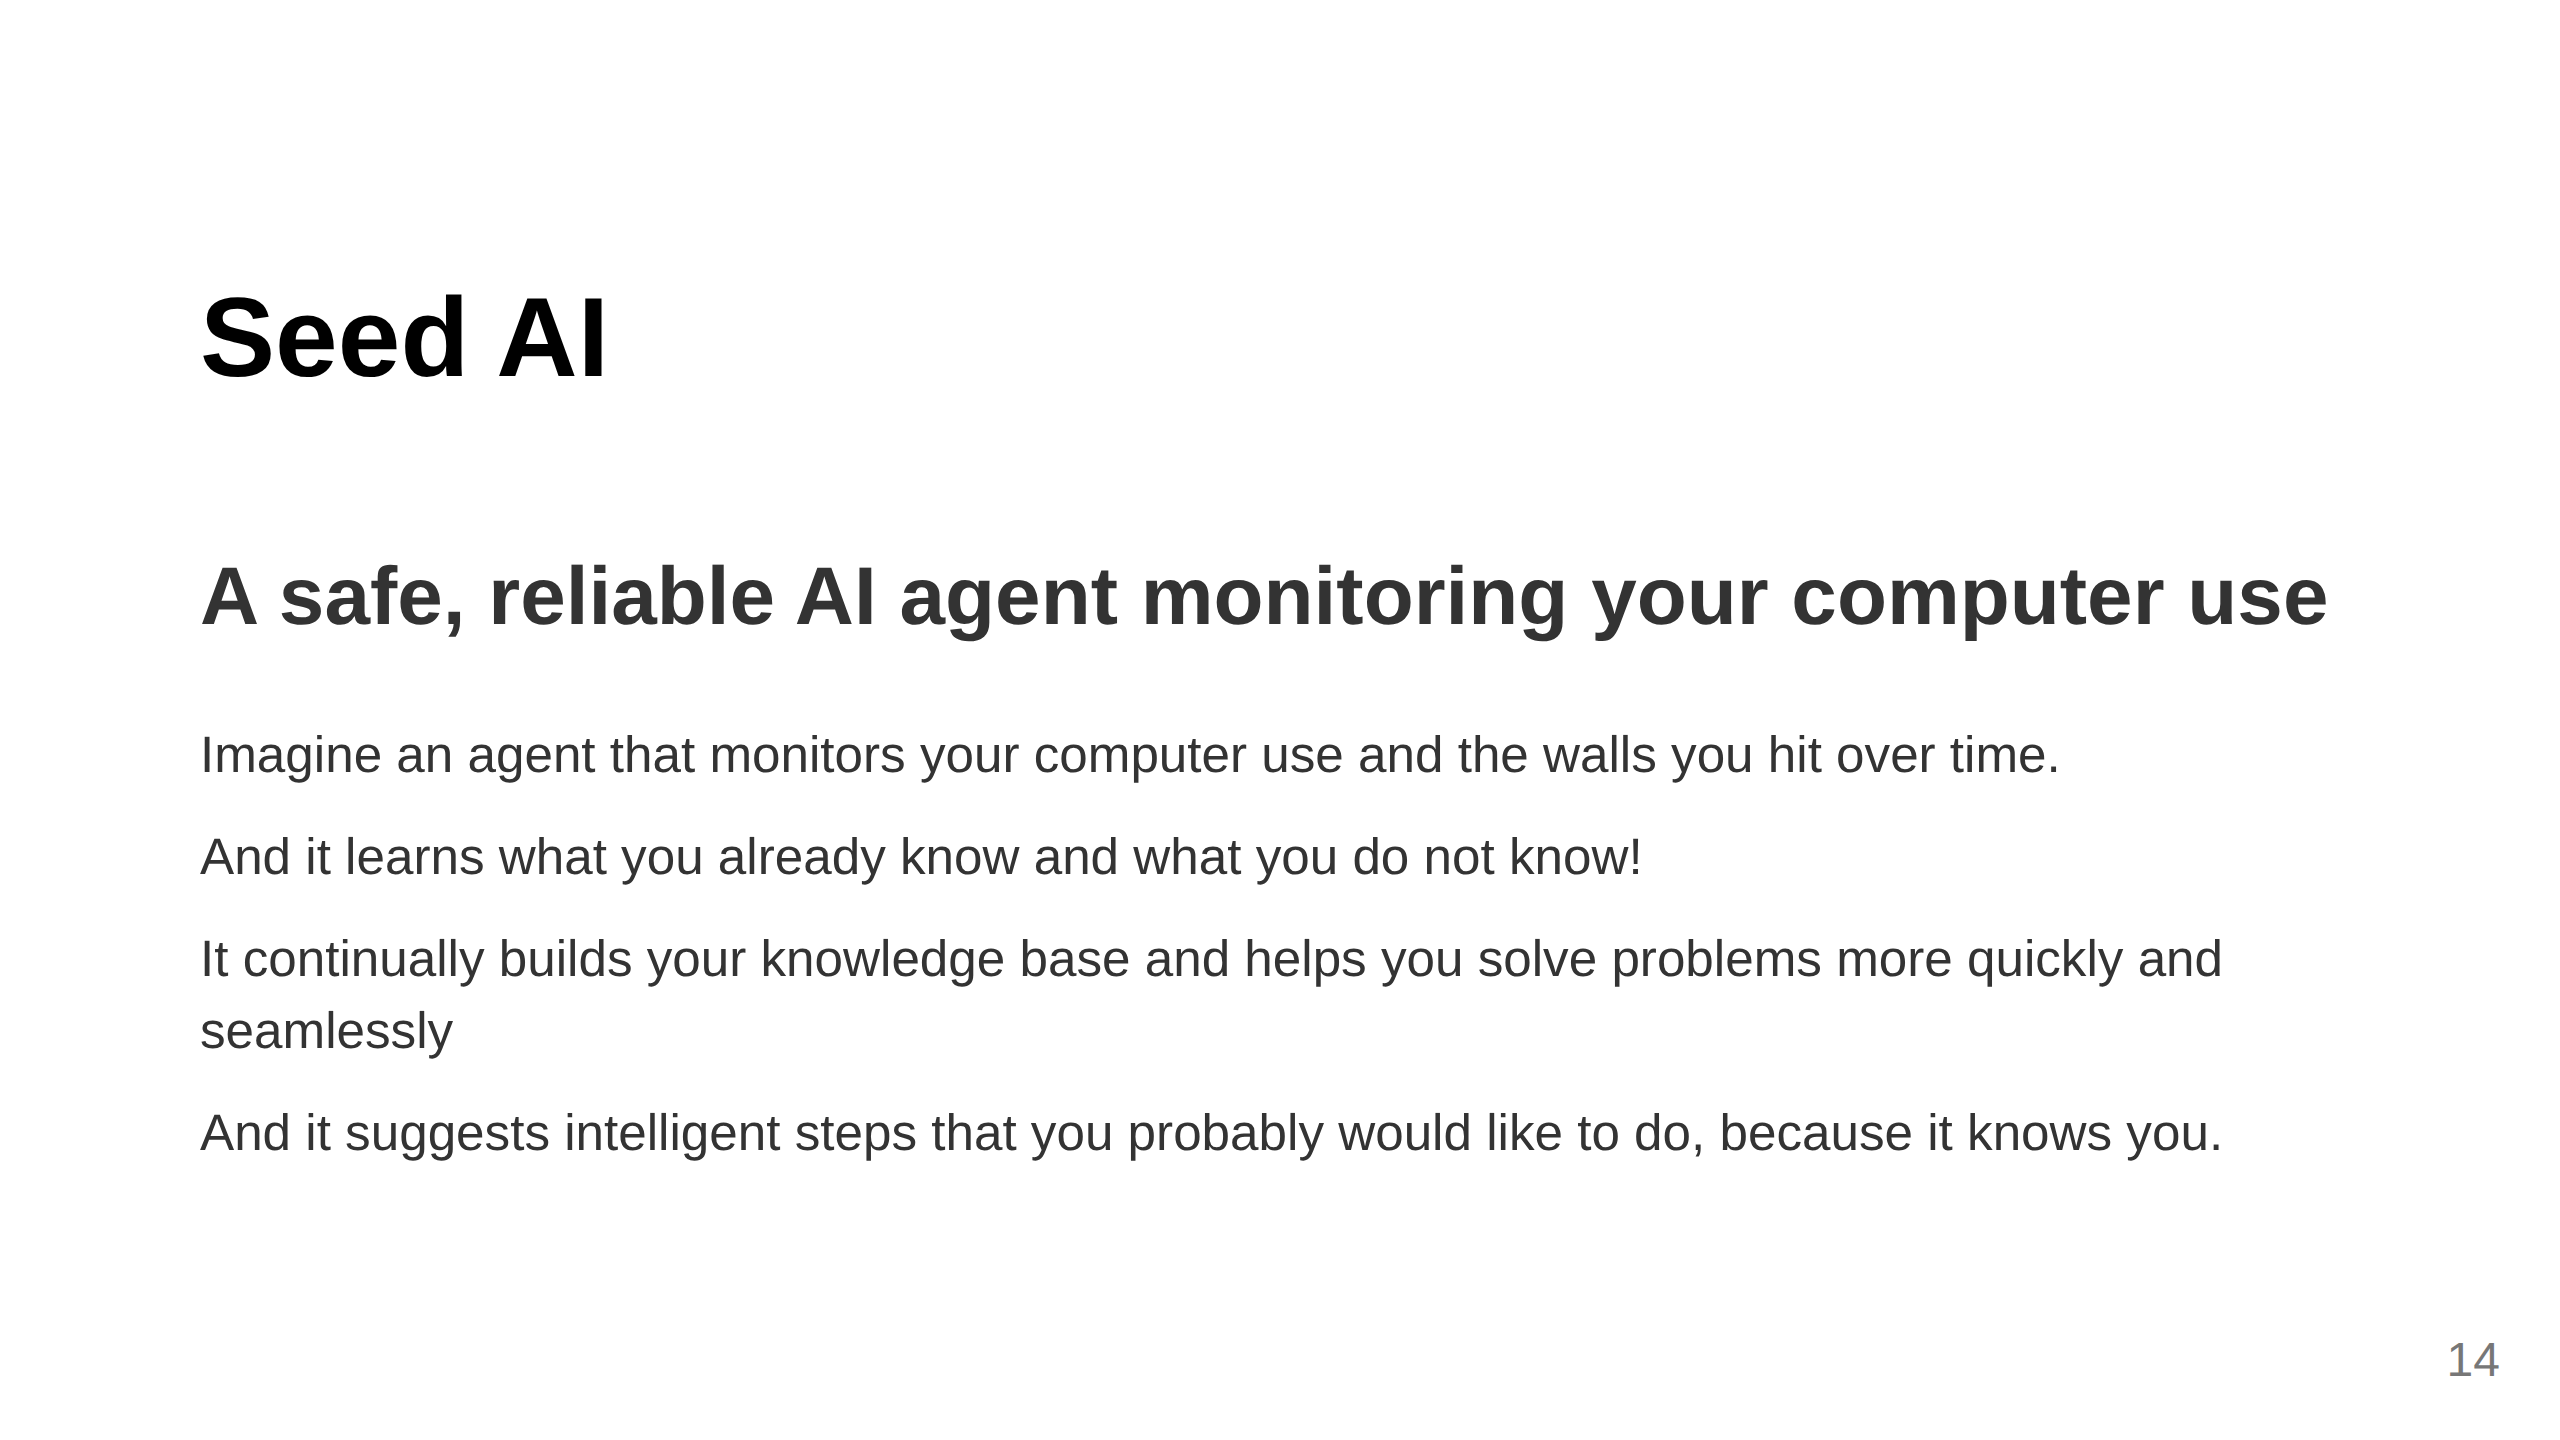 Seed AI
A safe, reliable AI agent monitoring your computer use
Imagine an agent that monitors your computer use and the walls you hit over time.
And it learns what you already know and what you do not know!
It continually builds your knowledge base and helps you solve problems more quickly and
seamlessly
And it suggests intelligent steps that you probably would like to do, because it knows you.
14